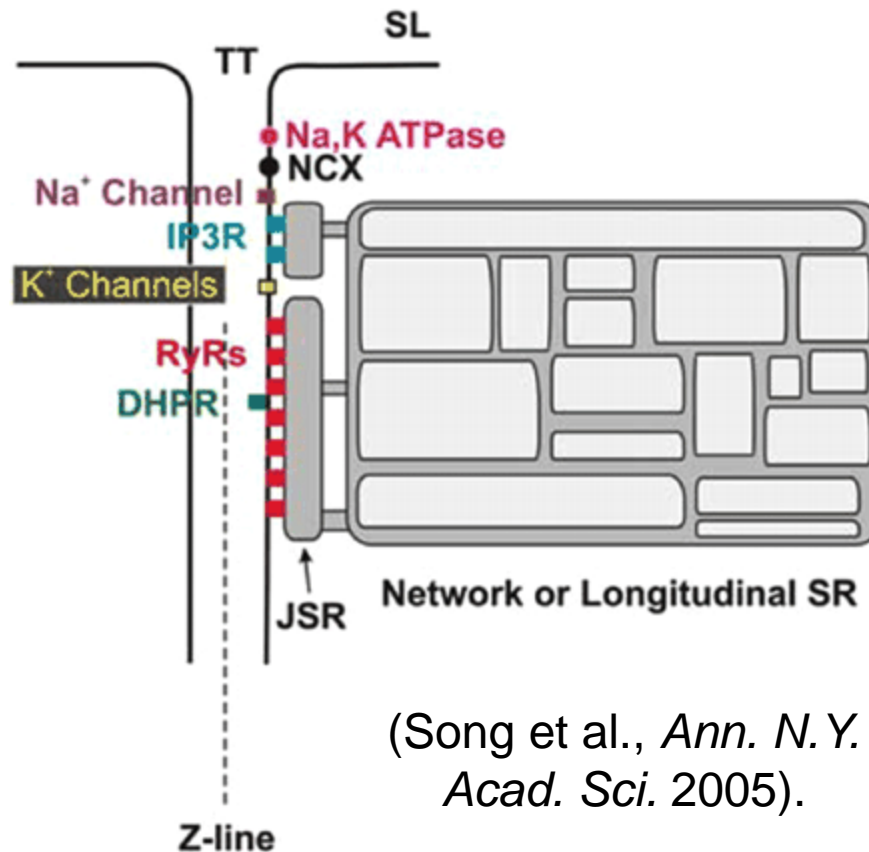 SL
TT
Na,K ATPase
NCX
Na⁺ Channel
IP3R
K⁺ Channels
RyRs
DHPR
JSR
Network or Longitudinal SR
(Song et al., Ann. N.Y.
Acad. Sci. 2005).
Z-line